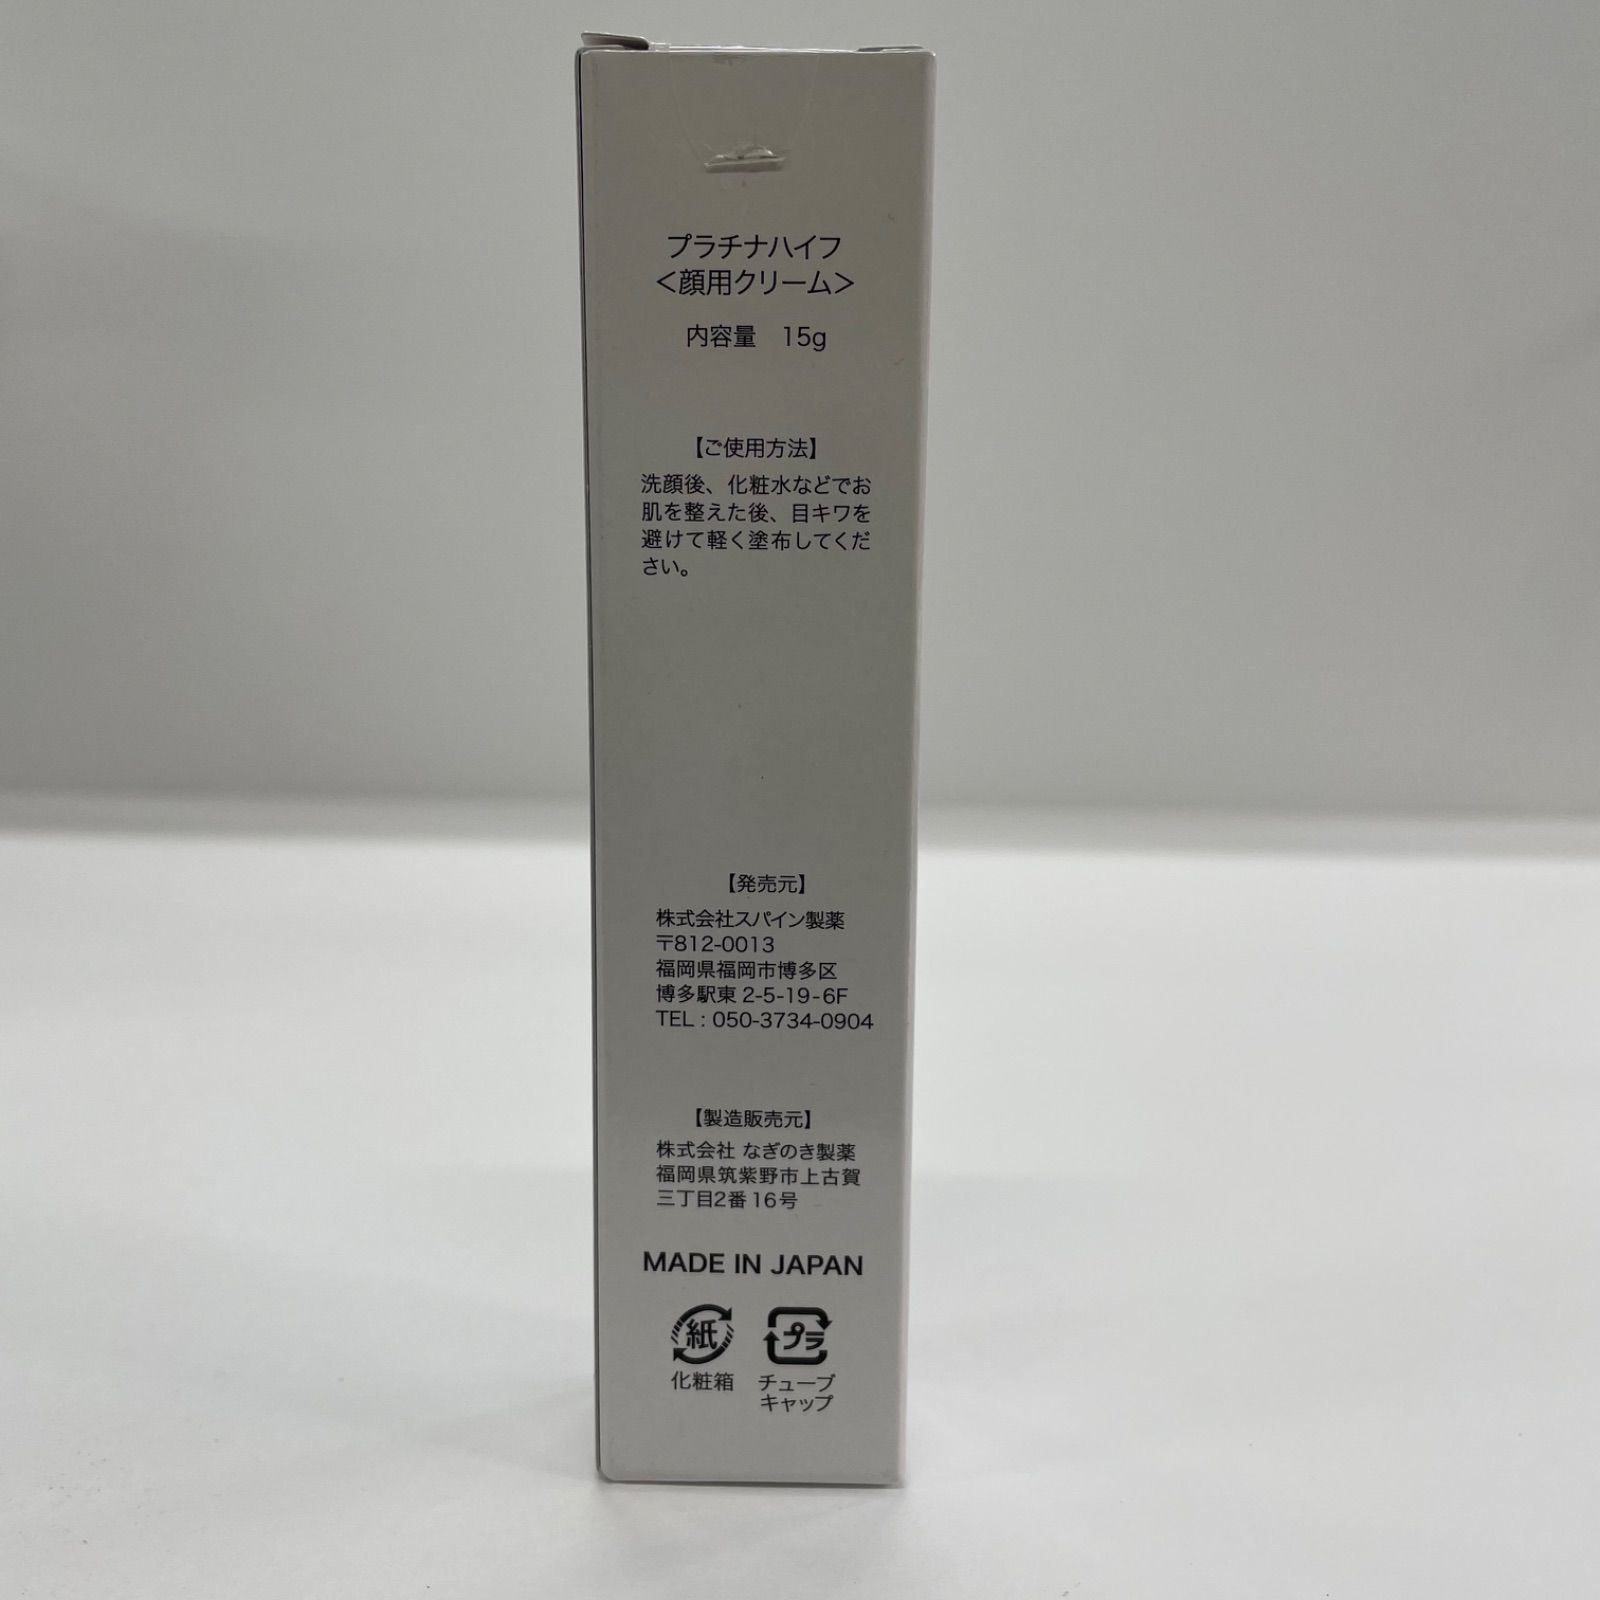 プラチナハイフ
<顔用クリーム>
内容量　15g
【ご使用方法】
洗顔後、化粧水などでお
肌を整えた後、目キワを
避けて軽く塗布してくだ
さい。
【発売元】
株式会社スパイン製薬
〒812-0013
福岡県福岡市博多区
博多駅東 2-5-19-6F
TEL : 050-3734-0904
【製造販売元】
株式会社 なぎのき製薬
福岡県筑紫野市上古賀
三丁目2番16号
MADE IN JAPAN
紙 プラ
化粧箱 チューブ
キャップ